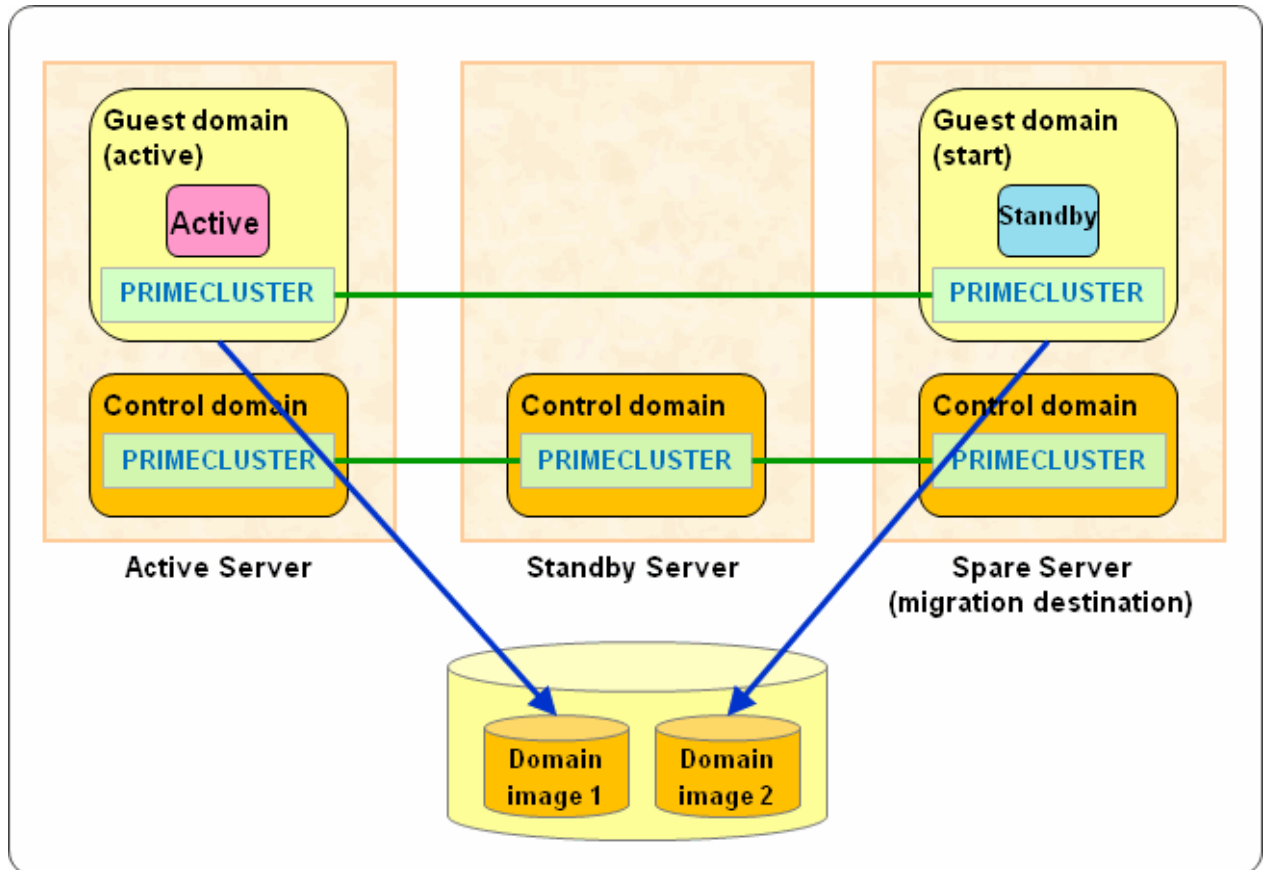 Guest domain
(active)
Active
PRIMECLUSTER
Guest domain
(start)
Standby
PRIMECLUSTER
Control domain
PRIMECLUSTER
Control domain
PRIMECLUSTER
Control domain
PRIMECLUSTER
Active Server
Standby Server
Spare Server
(migration destination)
Domain
image 1
Domain
image 2